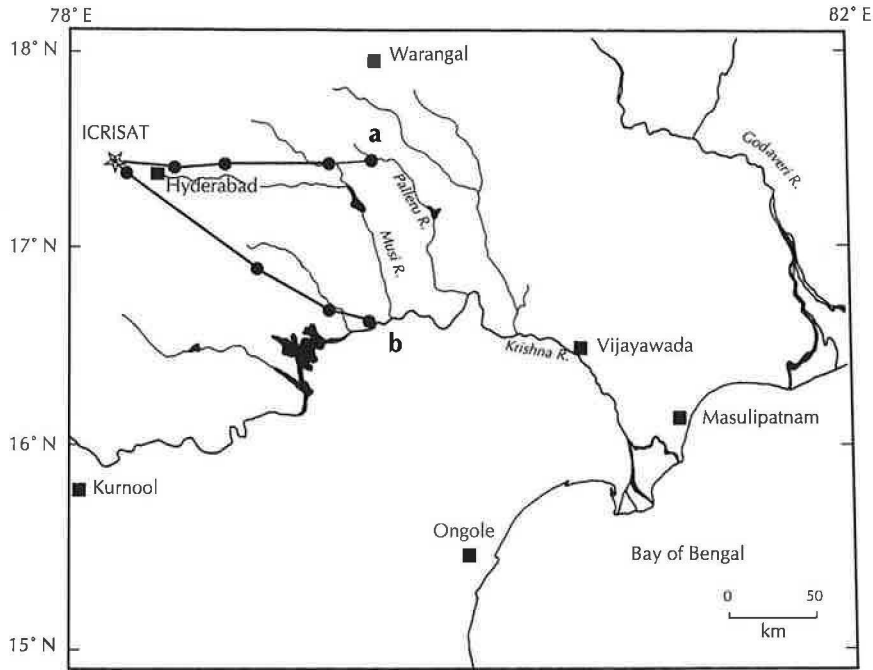 78° E
82° E
18° N
Warangal
ICRISAT
a
Hyderabad
Palleru R.
Godaveri R.
17° N
Musi R.
b
Krishna R.
Vijayawada
Masulipatnam
16° N
Kurnool
Ongole
Bay of Bengal
0 50
km
15° N